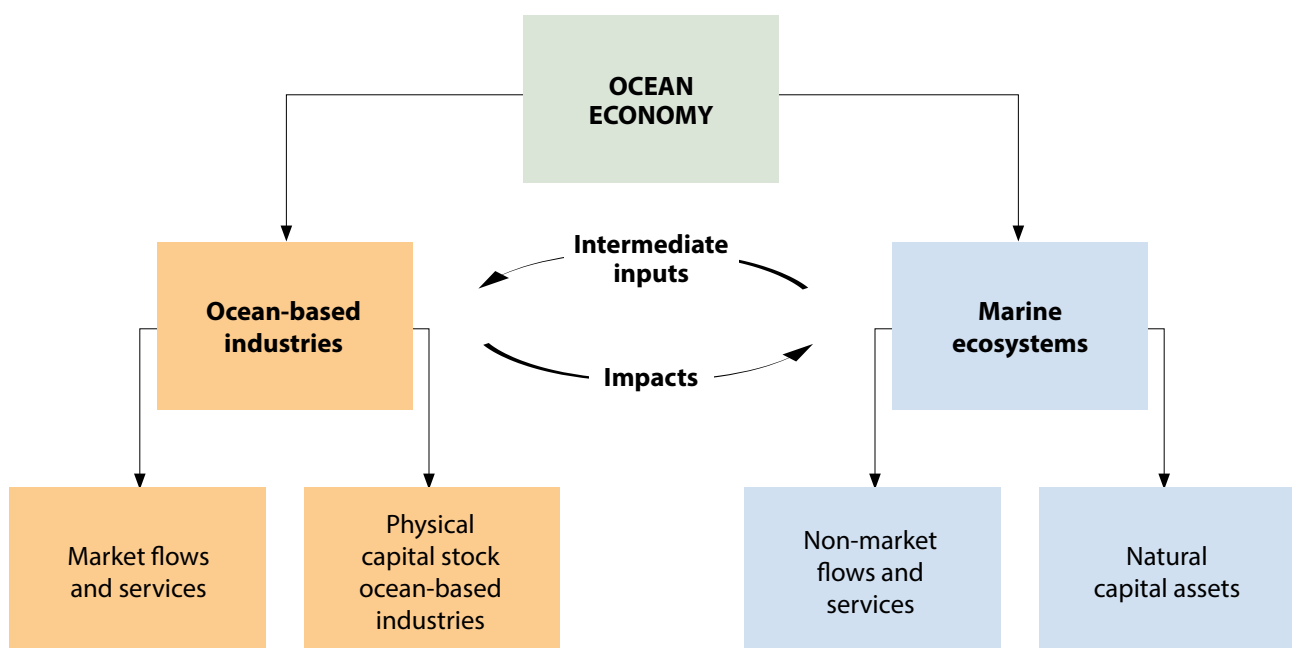 OCEAN
ECONOMY
Intermediate
inputs
Ocean-based
industries
Marine
ecosystems
Impacts
Market flows
and services
Physical
capital stock
ocean-based
industries
Non-market
flows and
services
Natural
capital assets